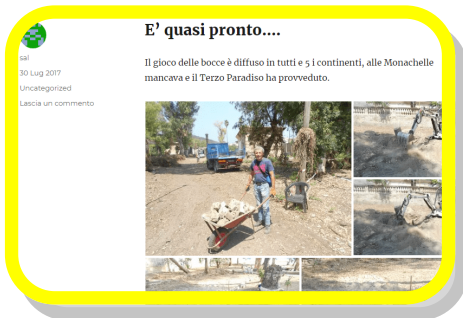 E’ quasi pronto....
sal
30 Lug 2017
Uncategorized
Lascia un commento
Il gioco delle bocce è diffuso in tutti e 5 i continenti, alle Monachelle
mancava e il Terzo Paradiso ha provveduto.